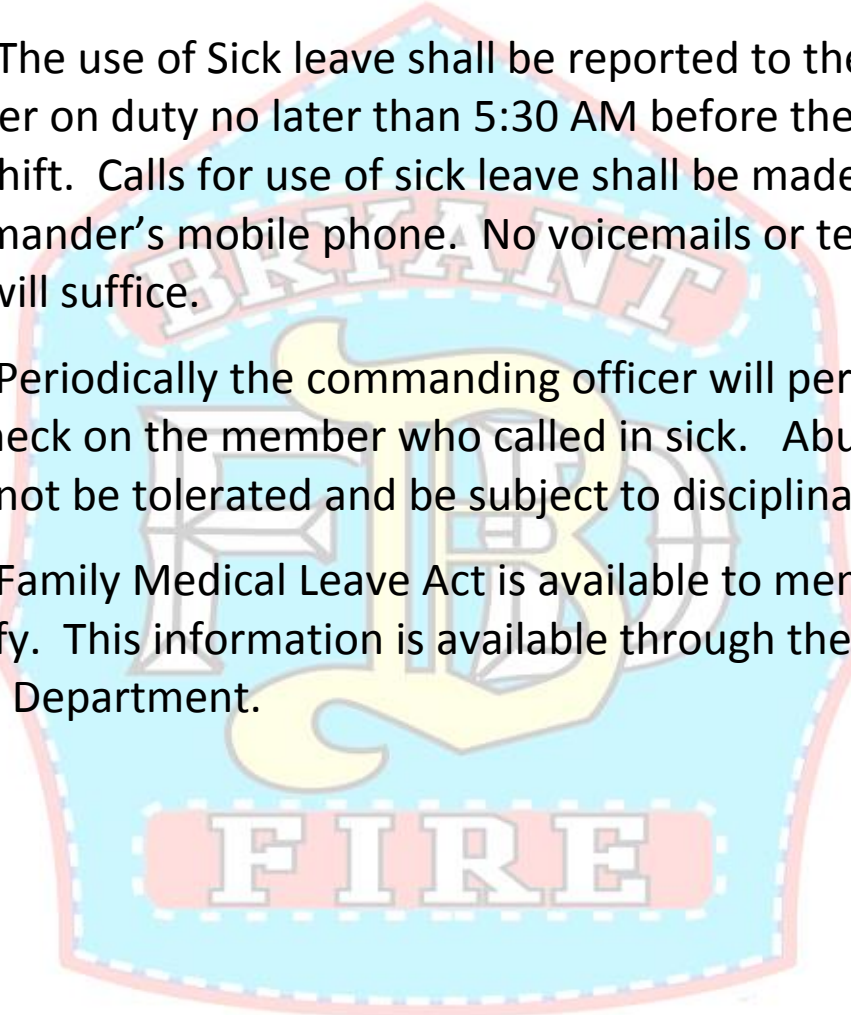 The use of Sick leave shall be reported to the
er on duty no later than 5:30 AM before the
hift.  Calls for use of sick leave shall be made
mander’s mobile phone.  No voicemails or te
will suffice.
Periodically the commanding officer will per
heck on the member who called in sick.   Abu
not be tolerated and be subject to disciplina
Family Medical Leave Act is available to mem
fy.  This information is available through the
Department.
BRYANT
B
FD
FIRE